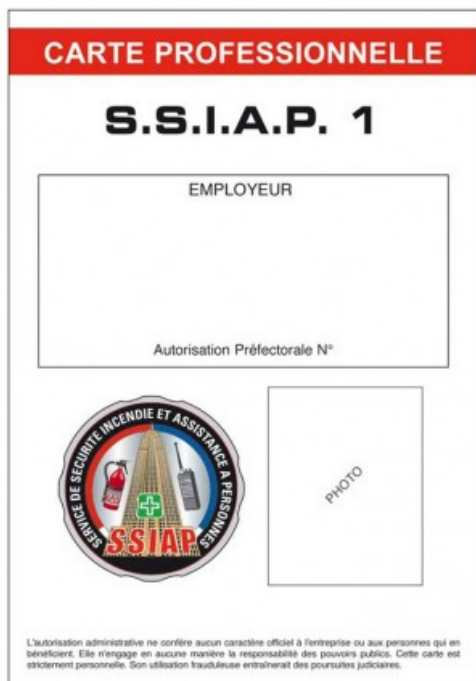 CARTE PROFESSIONNELLE
S.S.I.A.P. 1
EMPLOYEUR
Autorisation Préfectorale N°
SERVICE DE SECURITE INCENDIE ET ASSISTANCE A PERSONNES
SSIAP
PHOTO
L'autorisation administrative ne confère aucun caractère officiel à l'entreprise ou aux personnes qui en
bénéficient. Elle n'engage en aucune manière la responsabilité des pouvoirs publics. Cette carte est
strictement personnelle. Son utilisation frauduleuse entraînerait des poursuites judiciaires.